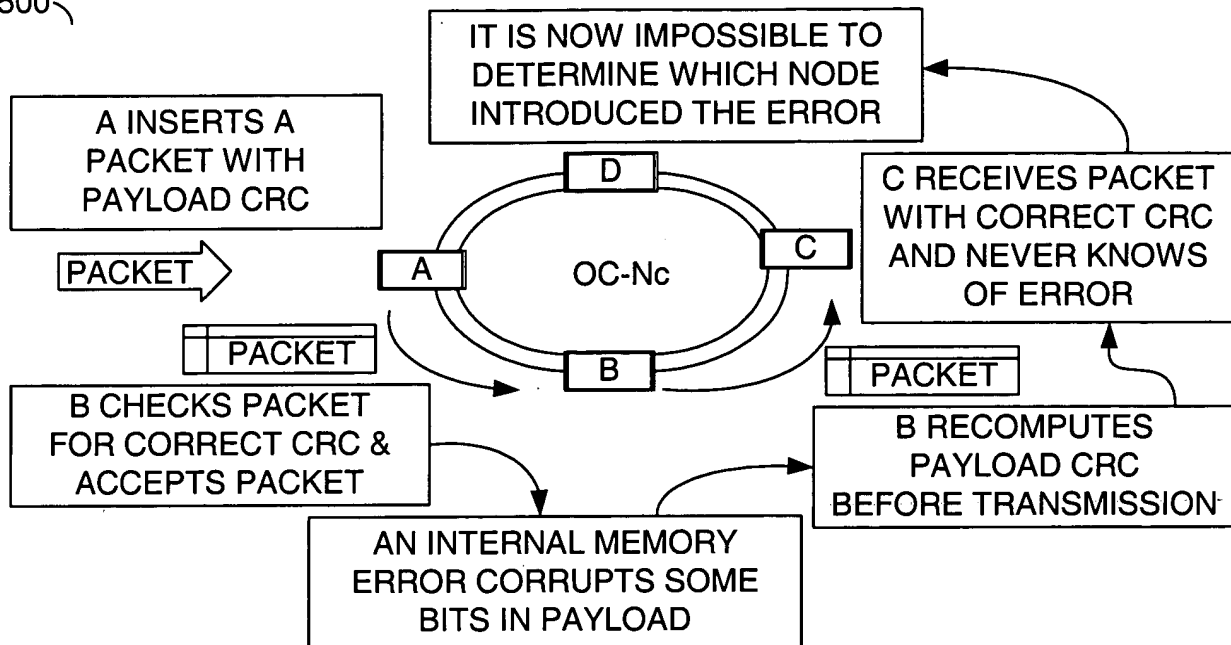 500
IT IS NOW IMPOSSIBLE TO
DETERMINE WHICH NODE
INTRODUCED THE ERROR
A INSERTS A
PACKET WITH
PAYLOAD CRC
D
C RECEIVES PACKET
WITH CORRECT CRC
AND NEVER KNOWS
OF ERROR
PACKET
A
OC-Nc
C
PACKET
B
PACKET
B CHECKS PACKET
FOR CORRECT CRC &
ACCEPTS PACKET
B RECOMPUTES
PAYLOAD CRC
BEFORE TRANSMISSION
AN INTERNAL MEMORY
ERROR CORRUPTS SOME
BITS IN PAYLOAD